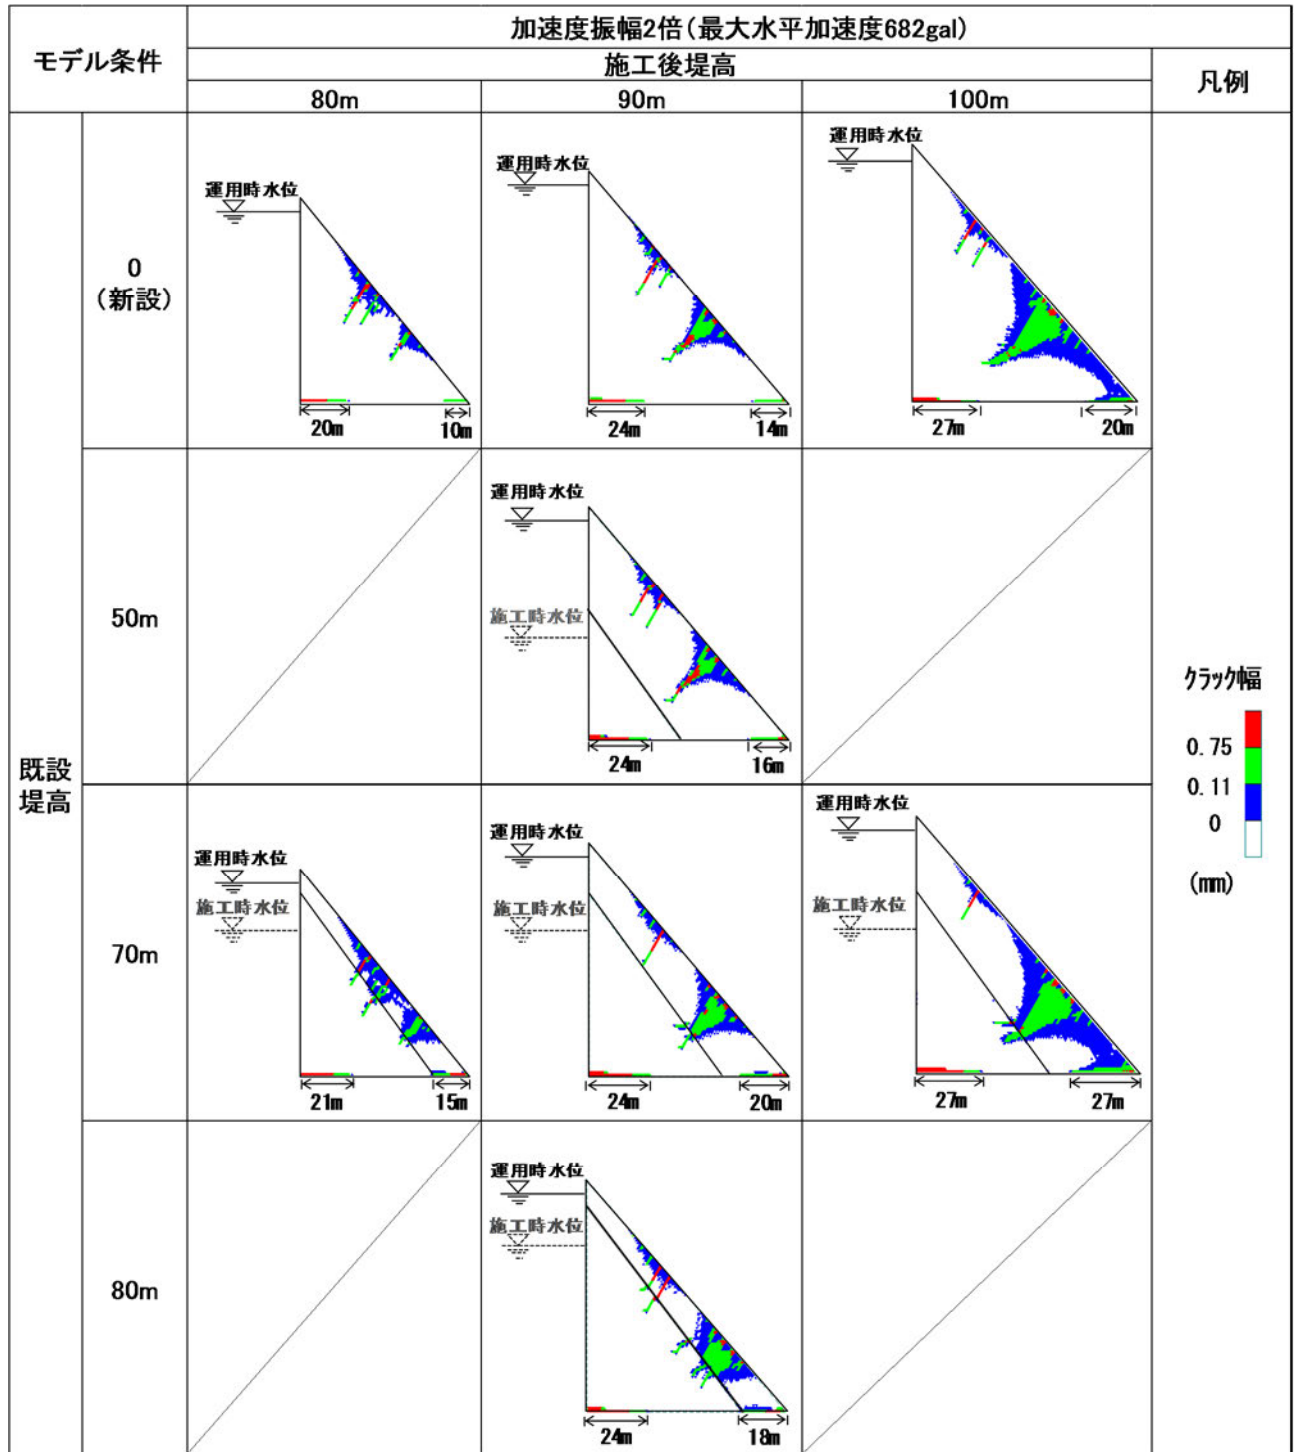 モデル条件
加速度振幅2倍（最大水平加速度682gal）
施工後堤高
80m
90m
100m
凡例
既設
堤高
0
（新設）
運用時水位
20m
10m
運用時水位
24m
14m
運用時水位
27m
20m
50m
運用時水位
施工時水位
24m
16m
70m
運用時水位
施工時水位
21m
15m
運用時水位
施工時水位
24m
20m
運用時水位
施工時水位
27m
27m
80m
運用時水位
施工時水位
24m
18m
クラック幅
0.75
0.11
0
(mm)